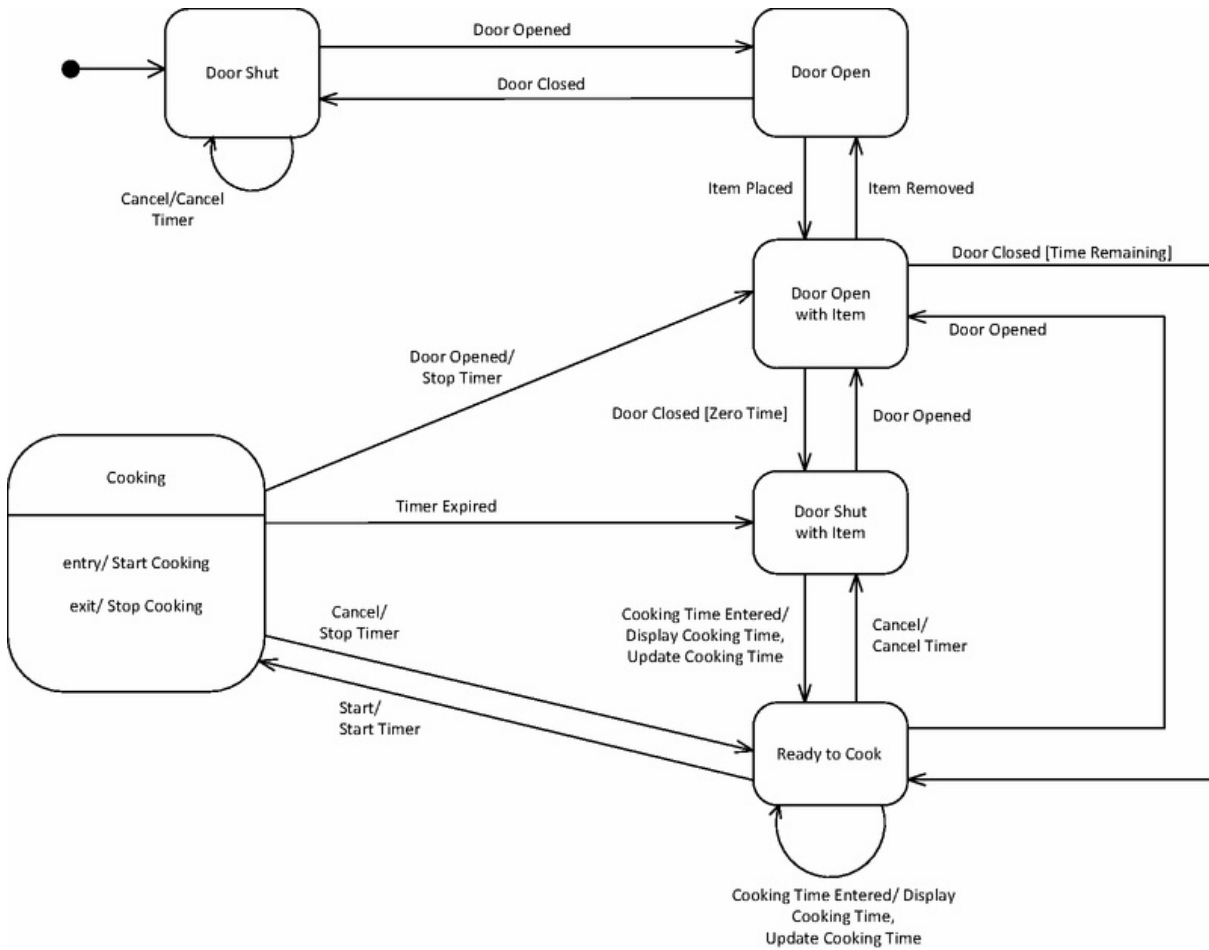 Door Opened
Door Shut
Door Open
Door Closed
Cancel/Cancel
Timer
Item Placed
Item Removed
Door Closed [Time Remaining]
Door Open
with Item
Door Opened
Door Opened/
Stop Timer
Door Closed [Zero Time]
Door Opened
Cooking
Timer Expired
Door Shut
with Item
entry/ Start Cooking
exit/ Stop Cooking
Cancel/
Stop Timer
Cooking Time Entered/
Display Cooking Time,
Update Cooking Time
Cancel/
Cancel Timer
Start/
Start Timer
Ready to Cook
Cooking Time Entered/ Display
Cooking Time,
Update Cooking Time